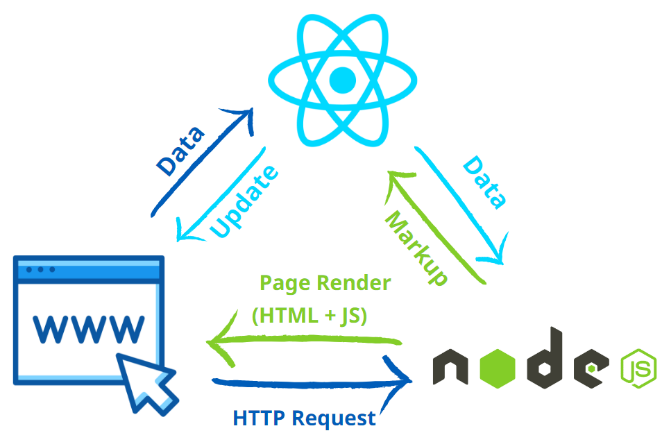 Data
Update
Data
Markup
Page Render
(HTML + JS)
WWW
node
JS
HTTP Request